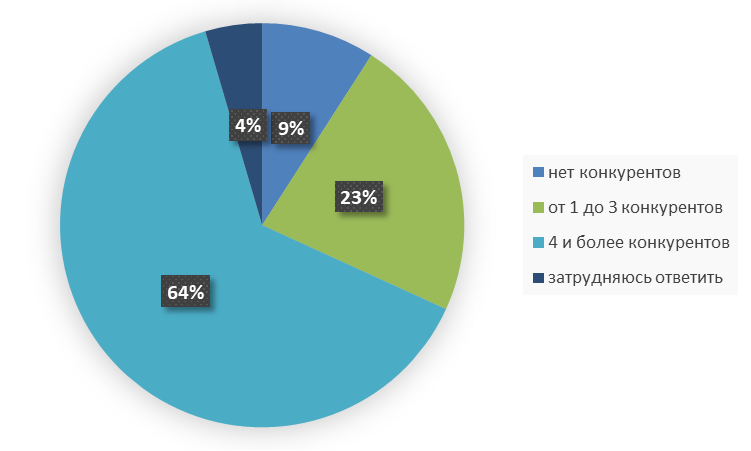 4%
9%
23%
64%
нет конкурентов
от 1 до 3 конкурентов
4 и более конкурентов
затрудняюсь ответить